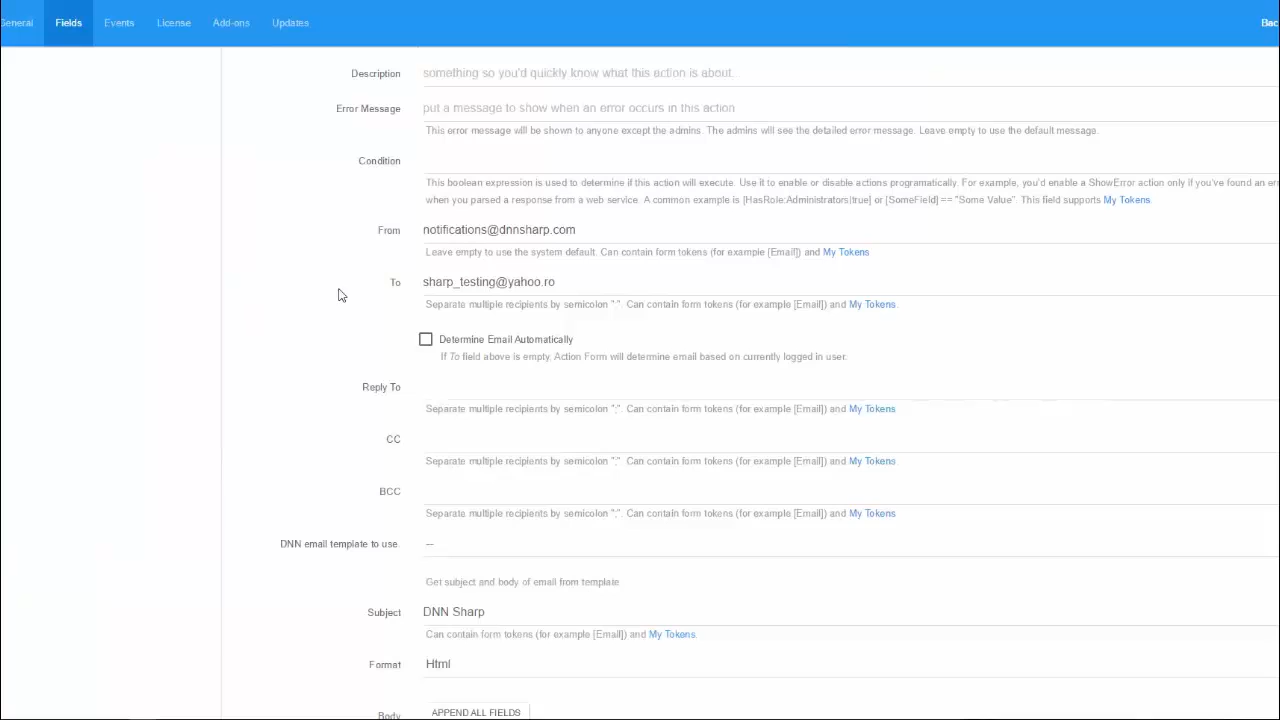 General Fields Events License Add-ons Updates
Description something so you'd quickly know what this action is about...
Error Message put a message to show when an error occurs in this action
This error message will be shown to anyone except the admins. The admins will see the detailed error message. Leave empty to use the default message.
Condition
This boolean expression is used to determine if this action will execute. Use it to enable or disable actions programatically. For example, you'd enable a ShowError action only if you've found an
when you parsed a response from a web service. A common example is [HasRole:Administrators|true] or [SomeField] == "Some Value". This field supports My Tokens.
From notifications@dnnsharp.com
Leave empty to use the system default. Can contain form tokens (for example [Email]) and My Tokens
To sharp_testing@yahoo.ro
Separate multiple recipients by semicolon ";". Can contain form tokens (for example [Email]) and My Tokens.
Determine Email Automatically
If To field above is empty, Action Form will determine email based on currently logged in user.
Reply To
Separate multiple recipients by semicolon ";". Can contain form tokens (for example [Email]) and My Tokens
CC
Separate multiple recipients by semicolon ";". Can contain form tokens (for example [Email]) and My Tokens.
BCC
Separate multiple recipients by semicolon ";". Can contain form tokens (for example [Email]) and My Tokens
DNN email template to use. --
Get subject and body of email from template
Subject DNN Sharp
Can contain form tokens (for example [Email]) and My Tokens.
Format Html
Body APPEND ALL FIELDS